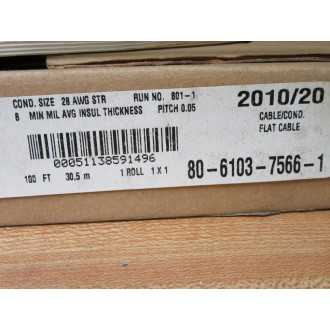 COND. SIZE 28 AWG STR RUN NO. 801-1
8 MIN MIL AVG INSUL THICKNESS PITCH 0.05
2010/20
CABLE/COND.
FLAT CABLE
00051138591496
80-6103-7566-1
100 FT 30.5 m 1 ROLL 1 X 1